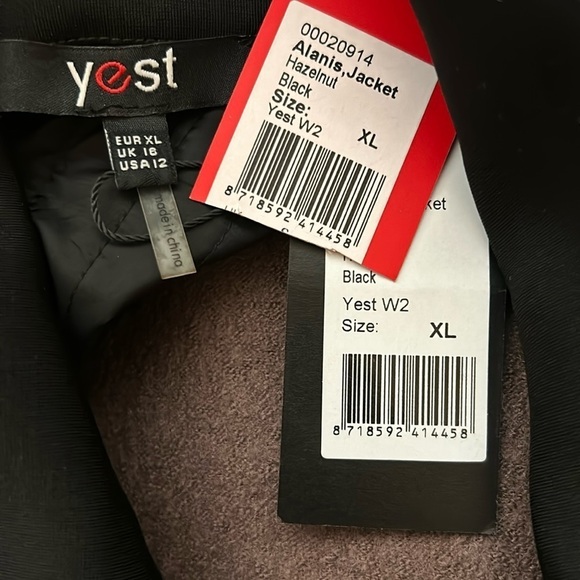 yest
EUR XL
UK 16
USA 12
made in china
00020914
Alanis,Jacket
Hazelnut
Black
Size:
Yest W2
XL
8 718592 414458
ket
Black
Yest W2
Size:
XL
8 718592 414458